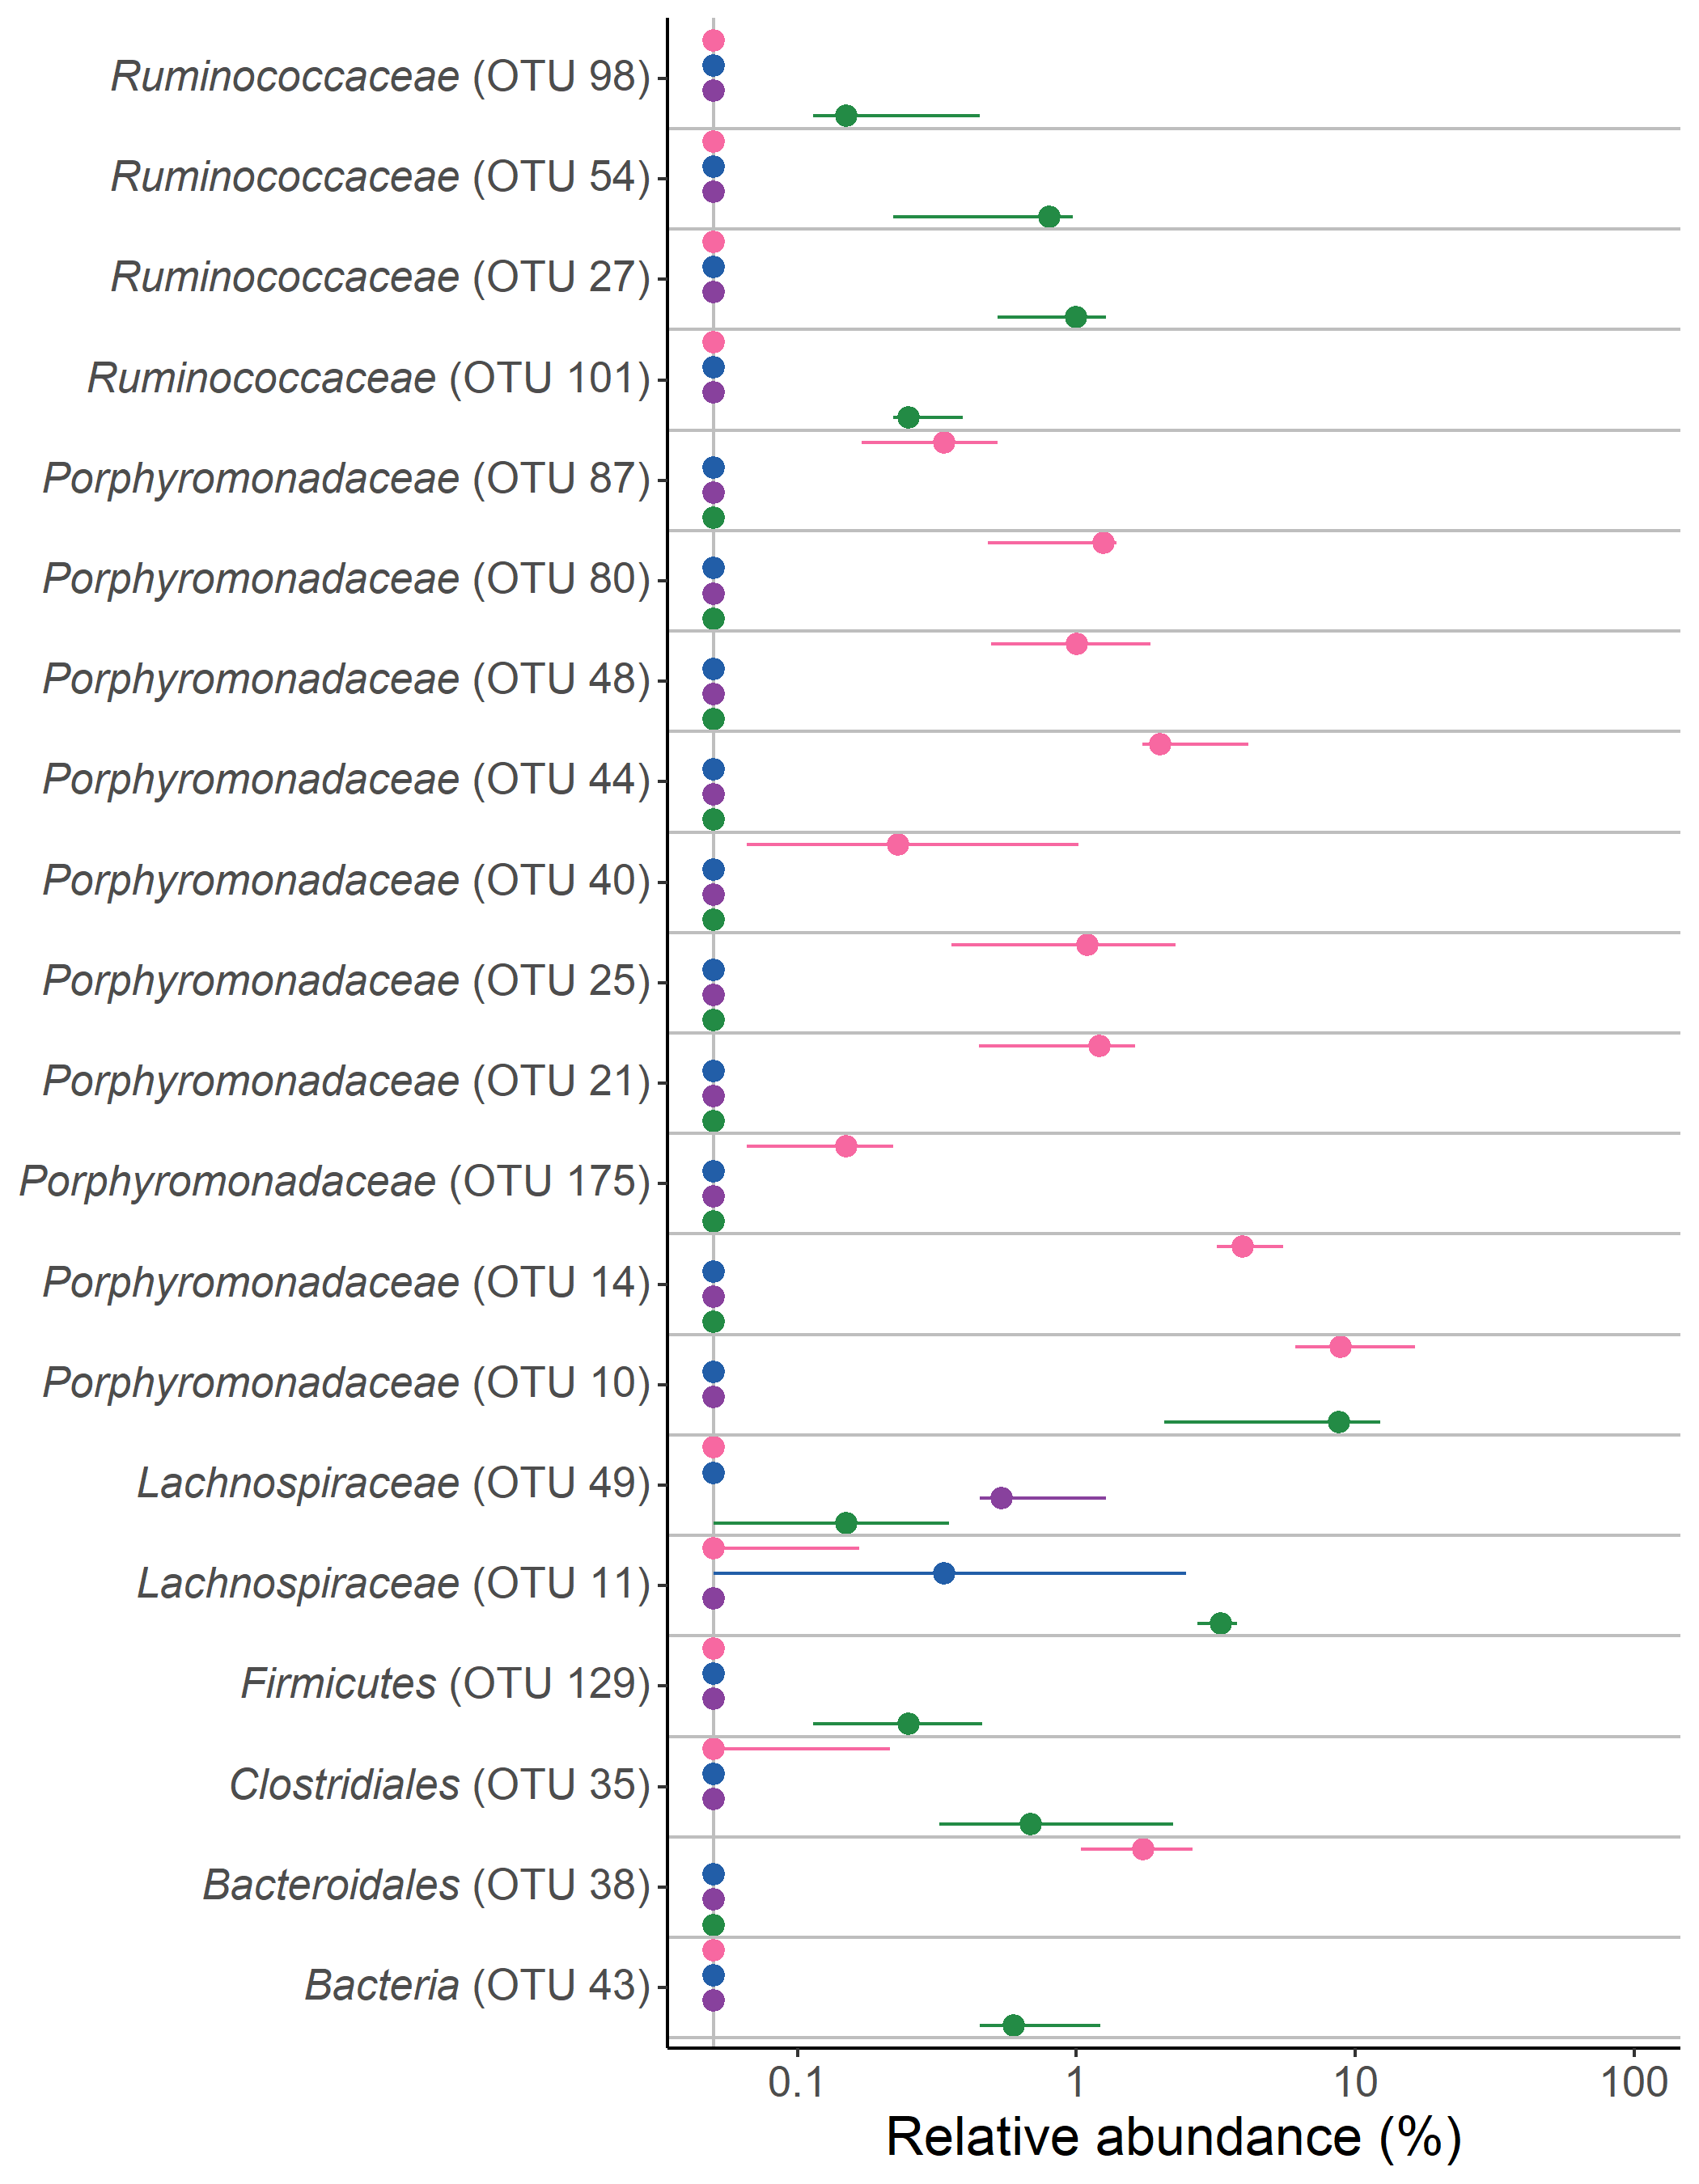 Ruminococcaceae (OTU 98)
Ruminococcaceae (OTU 54)
Ruminococcaceae (OTU 27)
Ruminococcaceae (OTU 101)
Porphyromonadaceae (OTU 87)
Porphyromonadaceae (OTU 80)
Porphyromonadaceae (OTU 48)
Porphyromonadaceae (OTU 44)
Porphyromonadaceae (OTU 40)
Porphyromonadaceae (OTU 25)
Porphyromonadaceae (OTU 21)
Porphyromonadaceae (OTU 175)
Porphyromonadaceae (OTU 14)
Porphyromonadaceae (OTU 10)
Lachnospiraceae (OTU 49)
Lachnospiraceae (OTU 11)
Firmicutes (OTU 129)
Clostridiales (OTU 35)
Bacteroidales (OTU 38)
Bacteria (OTU 43)
0.1 1 10 100
Relative abundance (%)